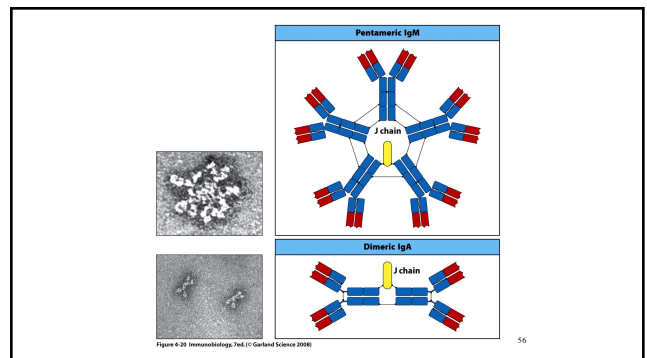 Pentameric IgM
J chain
Dimeric IgA
J chain
Figure 4-20 Immunobiology, 7ed. (© Garland Science 2008)
56